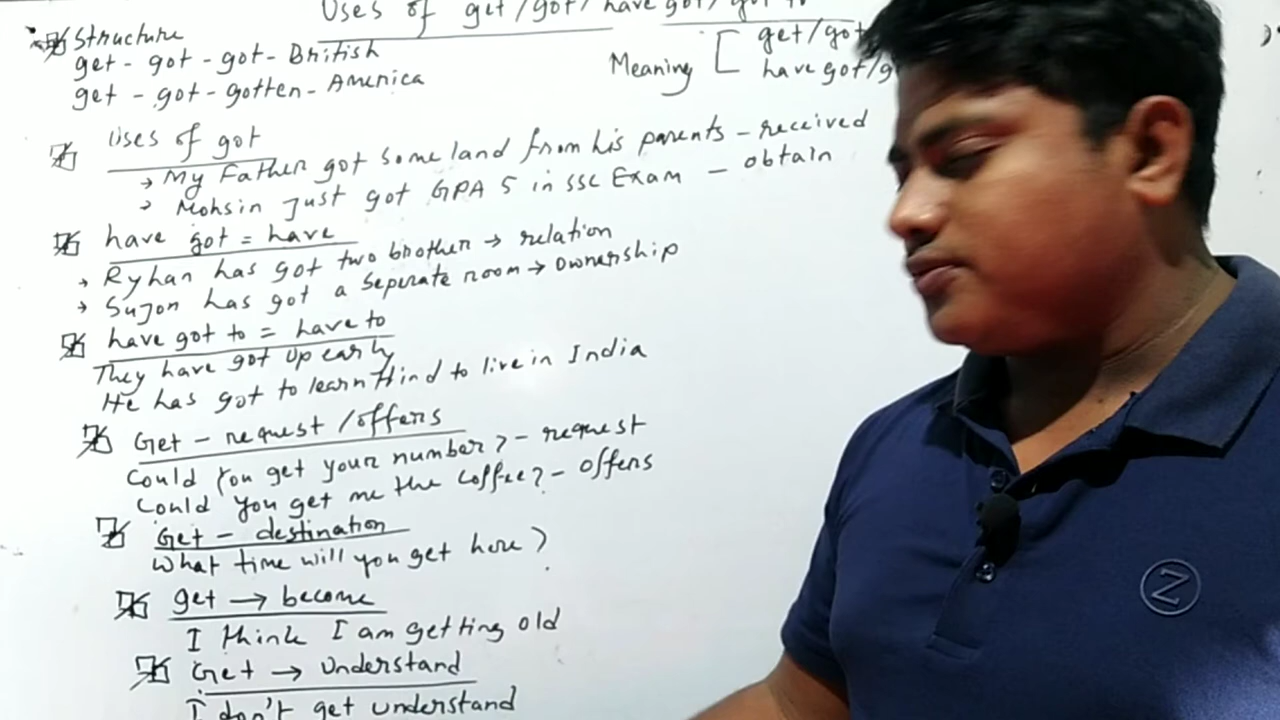 Uses of get/got/have got/got to
Structure
get - got - got - British
get - got - gotten - America
Meaning
get/got
have got/g
Uses of got
My Father got some land from his parents - received
Mohsin Just got GPA 5 in SSC Exam - obtain
have got = have
Ryhan has got two brother → relation
Sujon has got a Seperate room → ownership
have got to = have to
They have got up early
He has got to learn Hind to live in India
Get - request / offers
Could You get your number? - request
Could You get me the coffee? - offers
Get - destination
What time will you get here?
get → become
I think I am getting old
Get → Understand
I don't get understand
Z